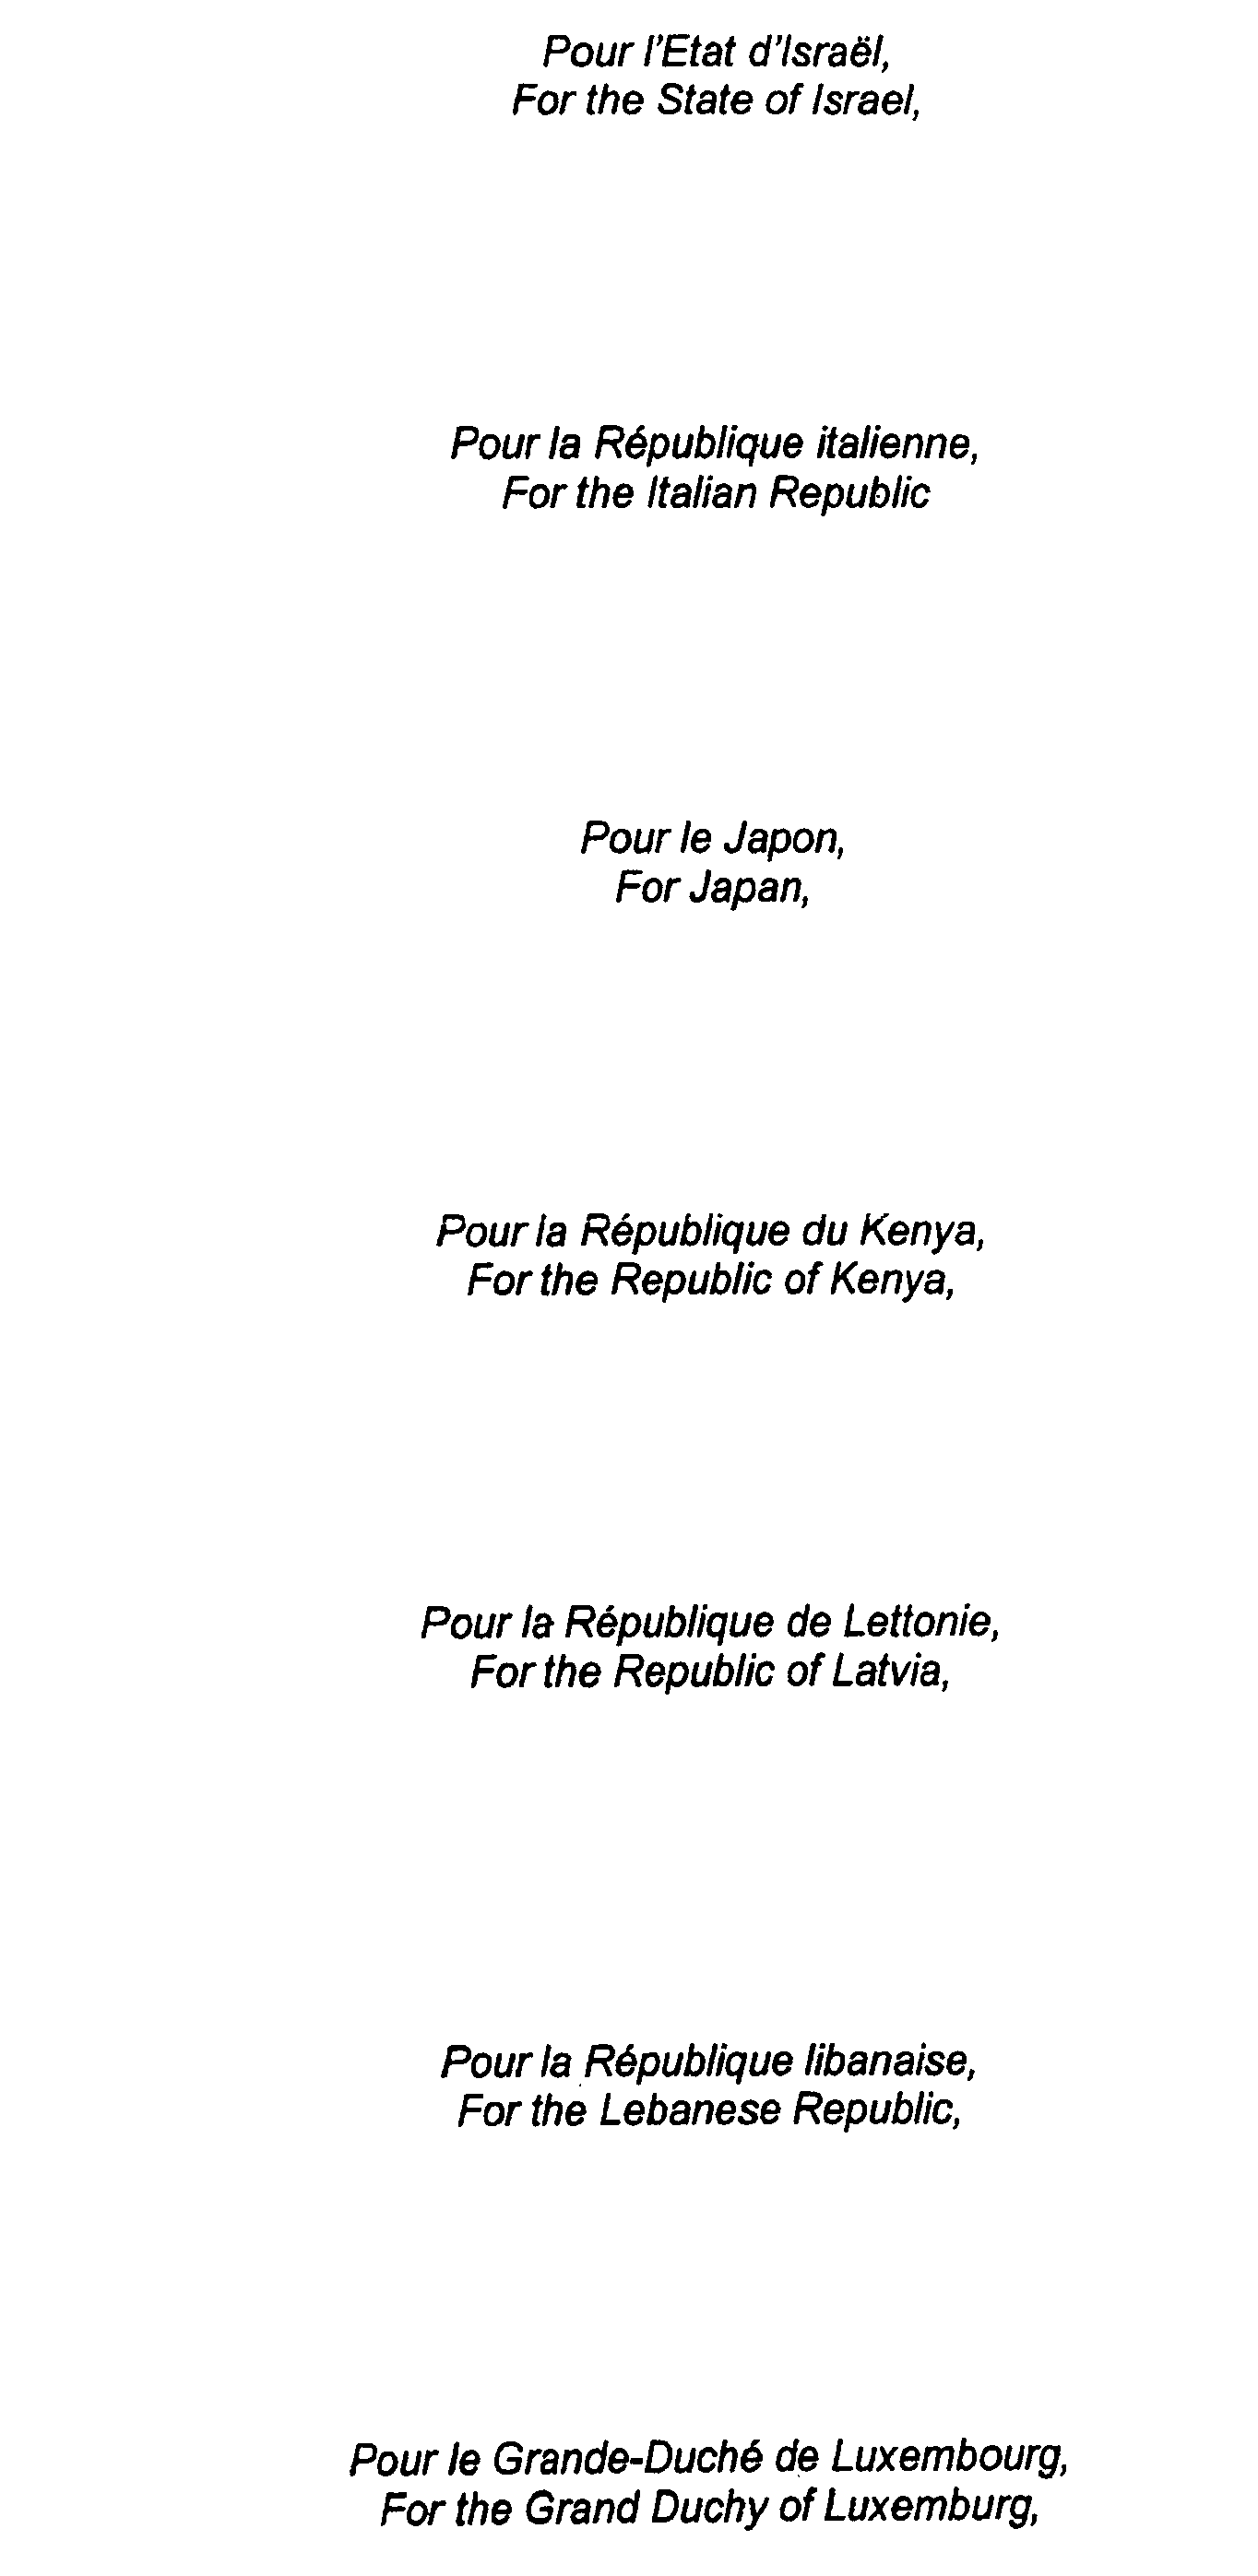 Pour l'Etat d'Israël,
For the State of Israel,
Pour la République italienne,
For the Italian Republic
Pour le Japon,
For Japan,
Pour la République du Kenya,
For the Republic of Kenya,
Pour la République de Lettonie,
For the Republic of Latvia,
Pour la République libanaise,
For the Lebanese Republic,
Pour le Grande-Duché de Luxembourg,
For the Grand Duchy of Luxemburg,